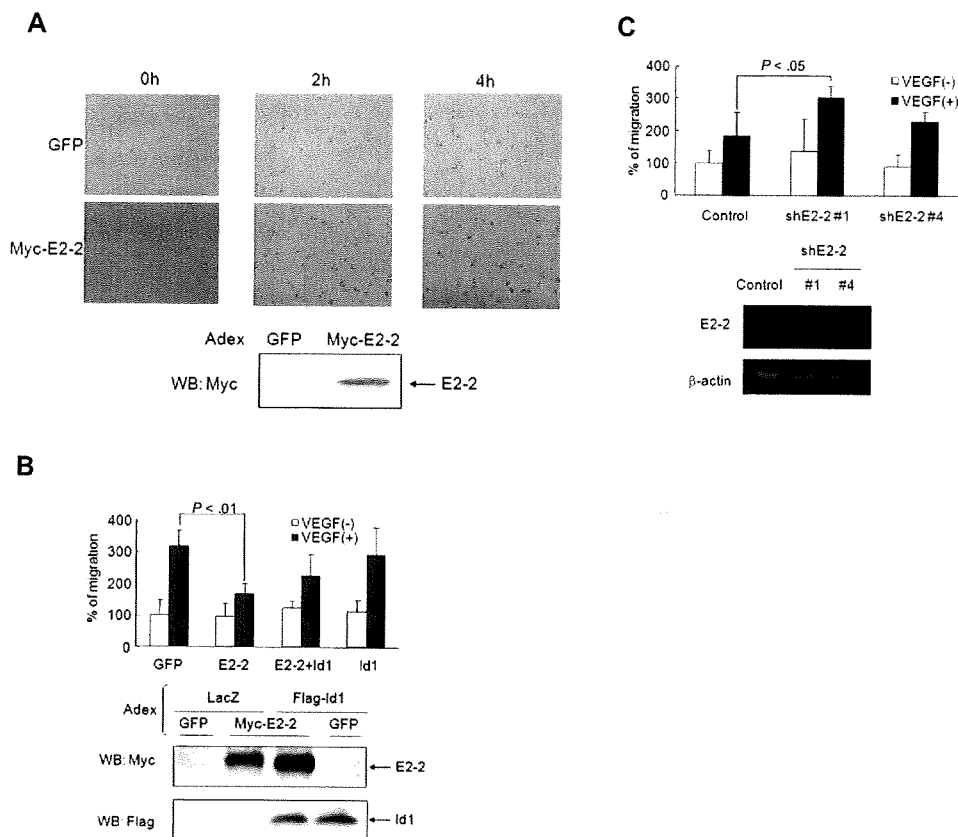 A
0h 2h 4h
GFP
Myc-E2-2
Adex GFP Myc-E2-2
WB: Myc
E2-2
B
P < .01
VEGF(-)
VEGF(+)
% of migration
400
300
200
100
0
GFP E2-2 E2-2+Id1 Id1
Adex
LacZ Flag-Id1
GFP Myc-E2-2 GFP
WB: Myc
E2-2
WB: Flag
Id1
C
P < .05
VEGF(-)
VEGF(+)
% of migration
400
300
200
100
0
Control shE2-2 #1 shE2-2 #4
shE2-2
Control #1 #4
E2-2
β-actin